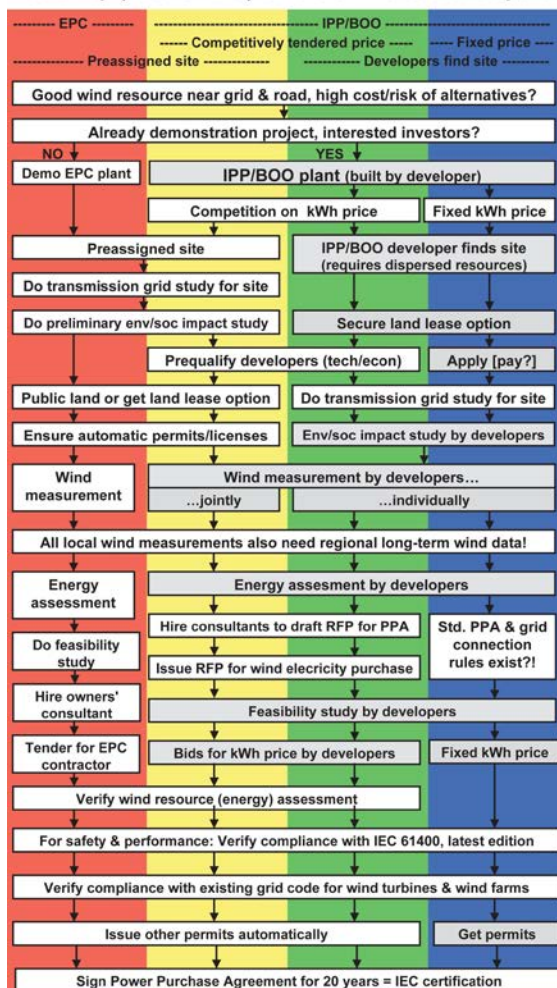 -------- EPC -------- ------------------------ IPP/BOO ------------------------
------ Competitively tendered price ------ --- Fixed price ---
---------------- Preassigned site ---------------- ------------ Developers find site ------------
Good wind resource near grid & road, high cost/risk of alternatives?
Already demonstration project, interested investors?
NO YES
Demo EPC plant IPP/BOO plant (built by developer)
Competition on kWh price Fixed kWh price
Preassigned site IPP/BOO developer finds site
(requires dispersed resources)
Do transmission grid study for site
Do preliminary env/soc impact study Secure land lease option
Prequalify developers (tech/econ) Apply [pay?]
Public land or get land lease option Do transmission grid study for site
Ensure automatic permits/licenses Env/soc impact study by developers
Wind
measurement
Wind measurement by developers…
…jointly …individually
All local wind measurements also need regional long-term wind data!
Energy
assessment
Energy assesment by developers
Hire consultants to draft RFP for PPA
Std. PPA & grid
connection
rules exist?!
Do feasibility
study
Issue RFP for wind elecricity purchase
Hire owners'
consultant
Feasibility study by developers
Tender for EPC
contractor
Bids for kWh price by developers Fixed kWh price
Verify wind resource (energy) assessment
For safety & performance: Verify compliance with IEC 61400, latest edition
Verify compliance with existing grid code for wind turbines & wind farms
Issue other permits automatically Get permits
Sign Power Purchase Agreement for 20 years = IEC certification